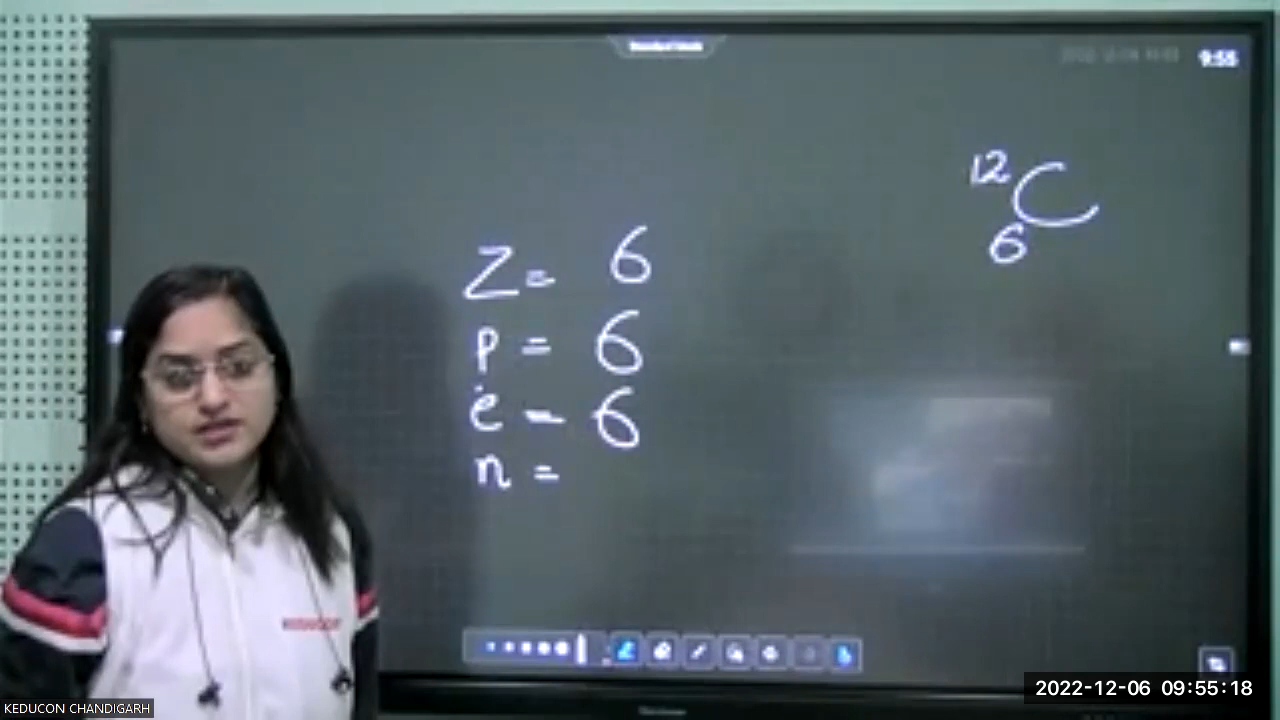 9:55
12
C
6
Z = 6
p = 6
e = 6
n =
2022-12-06 09:55:18
KEDUCON CHANDIGARH